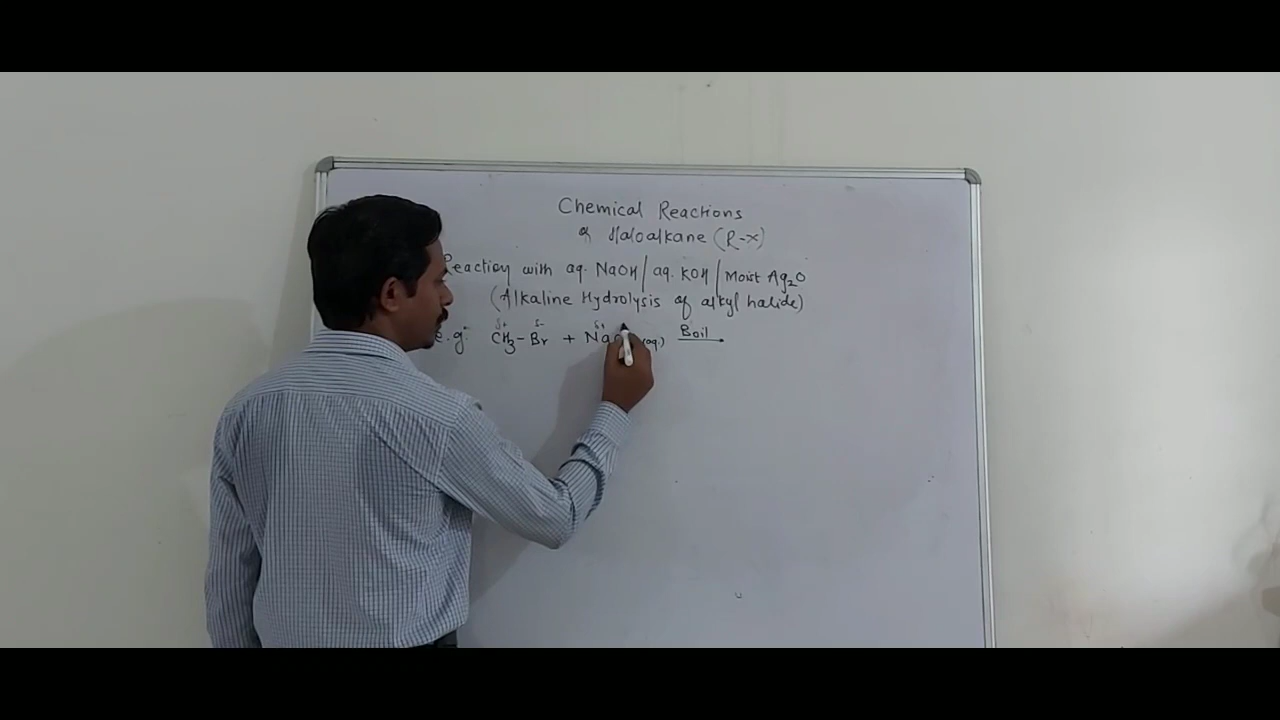 Chemical Reactions
of Haloalkane (R-X)
Reaction with aq. NaOH / aq. KOH / Moist Ag₂O
(Alkaline Hydrolysis of alkyl halide)
e.g. CH₃-Br + Na (aq.) Boil →
δ+ δ- δ+